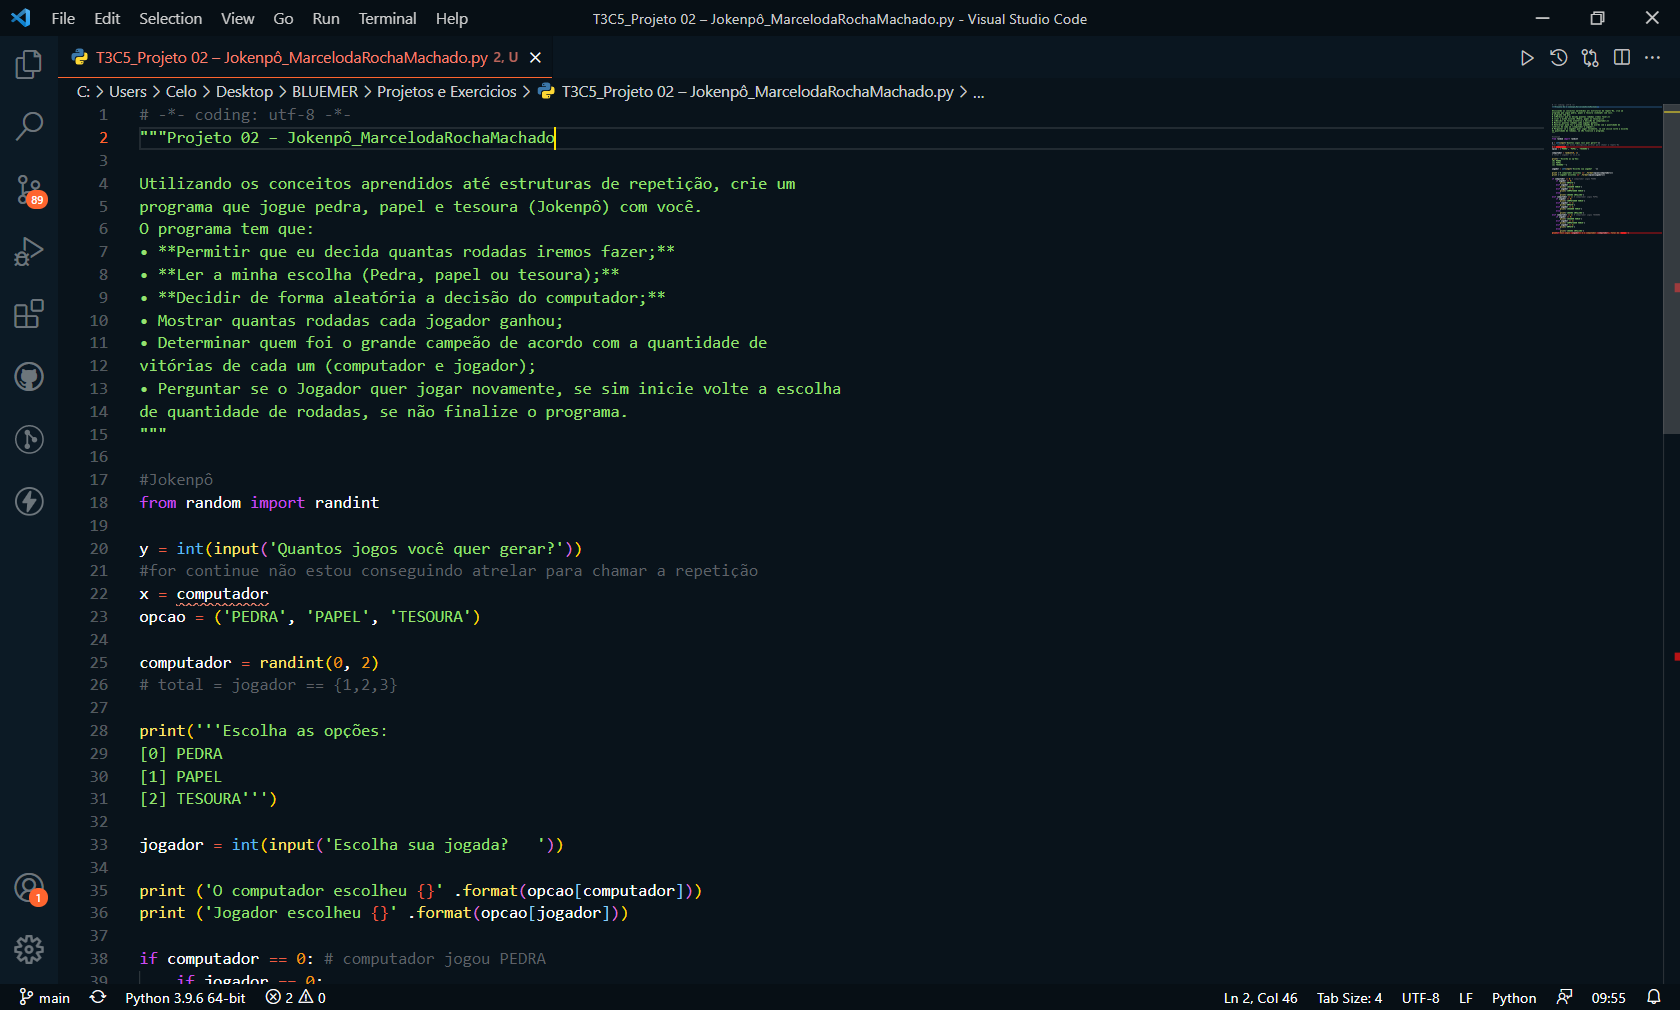 File Edit Selection View Go Run Terminal Help
T3C5_Projeto 02 – Jokenpô_MarcelodaRochaMachado.py - Visual Studio Code
T3C5_Projeto 02 – Jokenpô_MarcelodaRochaMachado.py 2, U
C: > Users > Celo > Desktop > BLUEMER > Projetos e Exercicios > T3C5_Projeto 02 – Jokenpô_MarcelodaRochaMachado.py > ...
1 # -*- coding: utf-8 -*-
2 """Projeto 02 – Jokenpô_MarcelodaRochaMachado
3
4 Utilizando os conceitos aprendidos até estruturas de repetição, crie um
5 programa que jogue pedra, papel e tesoura (Jokenpô) com você.
6 O programa tem que:
7 • **Permitir que eu decida quantas rodadas iremos fazer;**
8 • **Ler a minha escolha (Pedra, papel ou tesoura);**
9 • **Decidir de forma aleatória a decisão do computador;**
10 • Mostrar quantas rodadas cada jogador ganhou;
11 • Determinar quem foi o grande campeão de acordo com a quantidade de
12 vitórias de cada um (computador e jogador);
13 • Perguntar se o Jogador quer jogar novamente, se sim inicie volte a escolha
14 de quantidade de rodadas, se não finalize o programa.
15 """
16
17 #Jokenpô
18 from random import randint
19
20 y = int(input('Quantos jogos você quer gerar?'))
21 #for continue não estou conseguindo atrelar para chamar a repetição
22 x = computador
23 opcao = ('PEDRA', 'PAPEL', 'TESOURA')
24
25 computador = randint(0, 2)
26 # total = jogador == {1,2,3}
27
28 print('''Escolha as opções:
29 [0] PEDRA
30 [1] PAPEL
31 [2] TESOURA''')
32
33 jogador = int(input('Escolha sua jogada?   '))
34
35 print ('O computador escolheu {}' .format(opcao[computador]))
36 print ('Jogador escolheu {}' .format(opcao[jogador]))
37
38 if computador == 0: # computador jogou PEDRA
39 if jogador == 0:
89
1
main Python 3.9.6 64-bit 2 0 Ln 2, Col 46 Tab Size: 4 UTF-8 LF Python 09:55